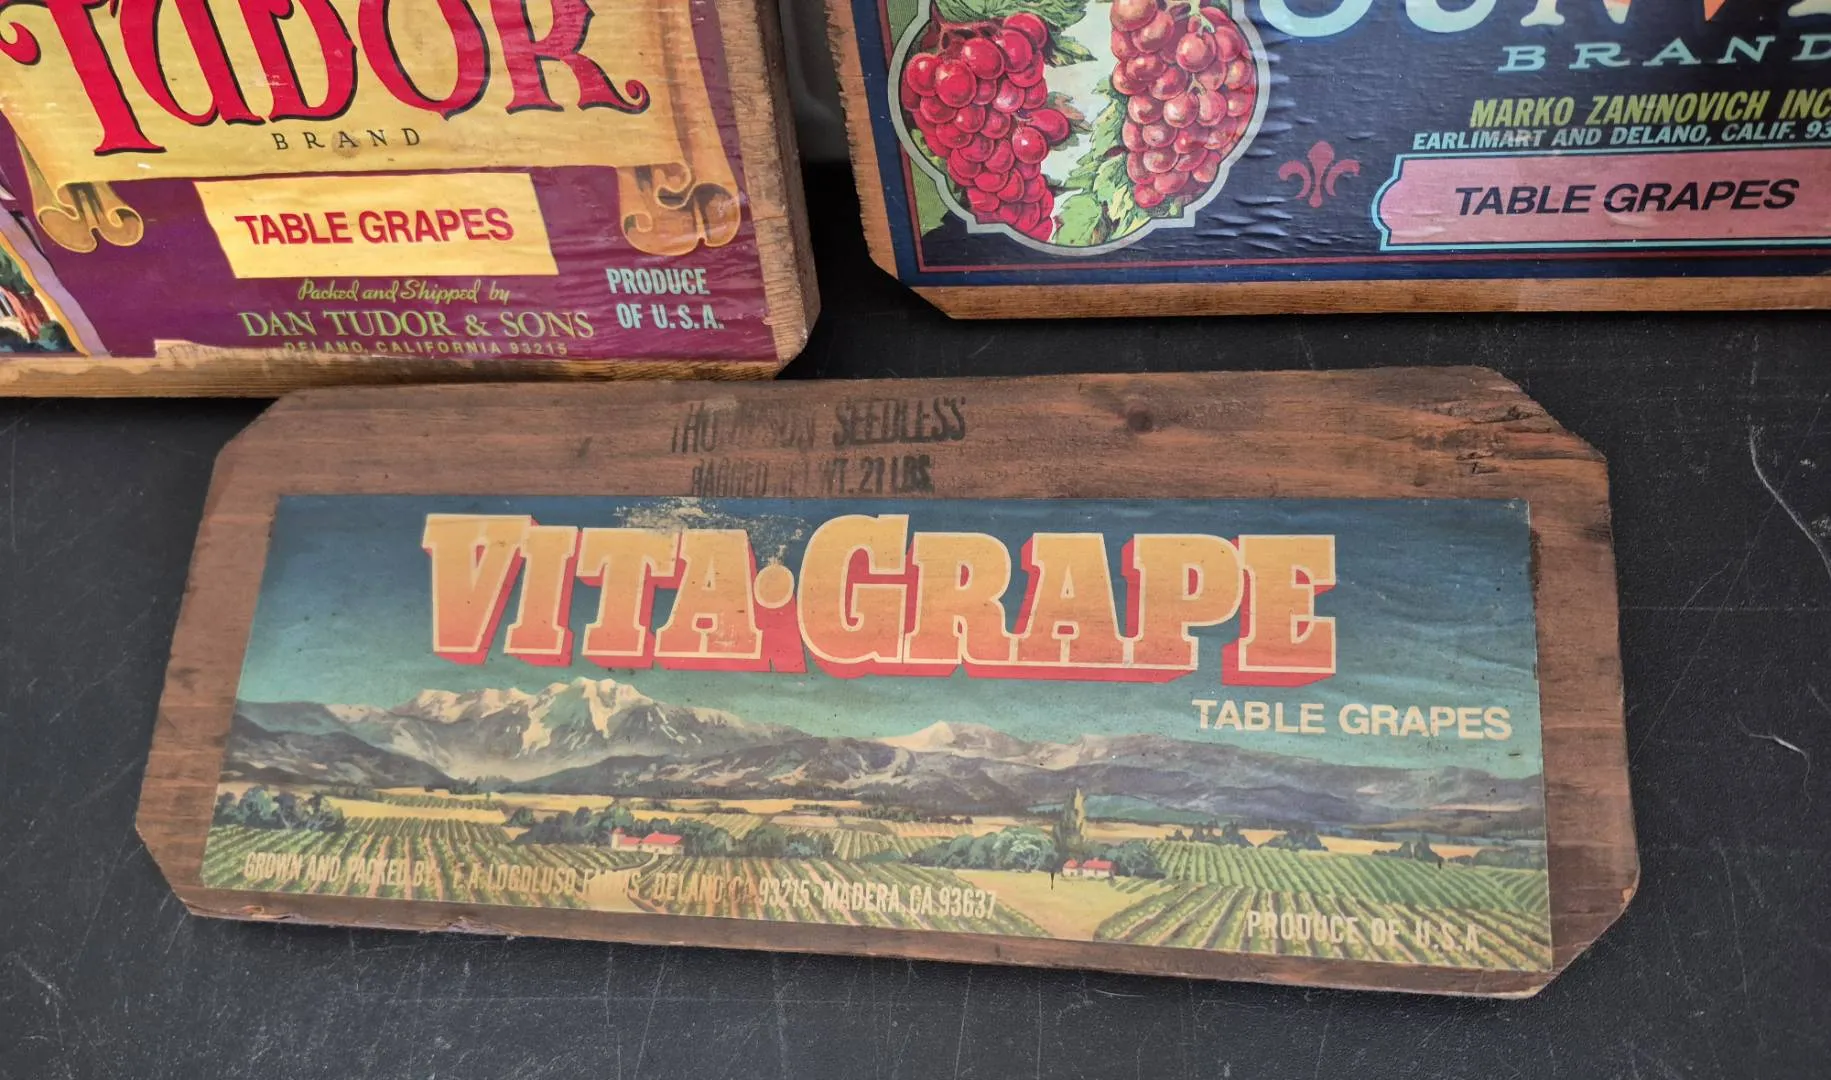 TUDOR
BRAND
TABLE GRAPES
Packed and Shipped by
DAN TUDOR & SONS
DELANO, CALIFORNIA 93215
PRODUCE
OF U.S.A.
BRAND
MARKO ZANINOVICH INC
EARLIMART AND DELANO, CALIF. 93
TABLE GRAPES
SEEDLESS
WT. 21 LBS.
VITA•GRAPE
TABLE GRAPES
GROWN AND PACKED BY: DELANO CA 93215 MADERA, CA 93637
PRODUCE OF U.S.A.